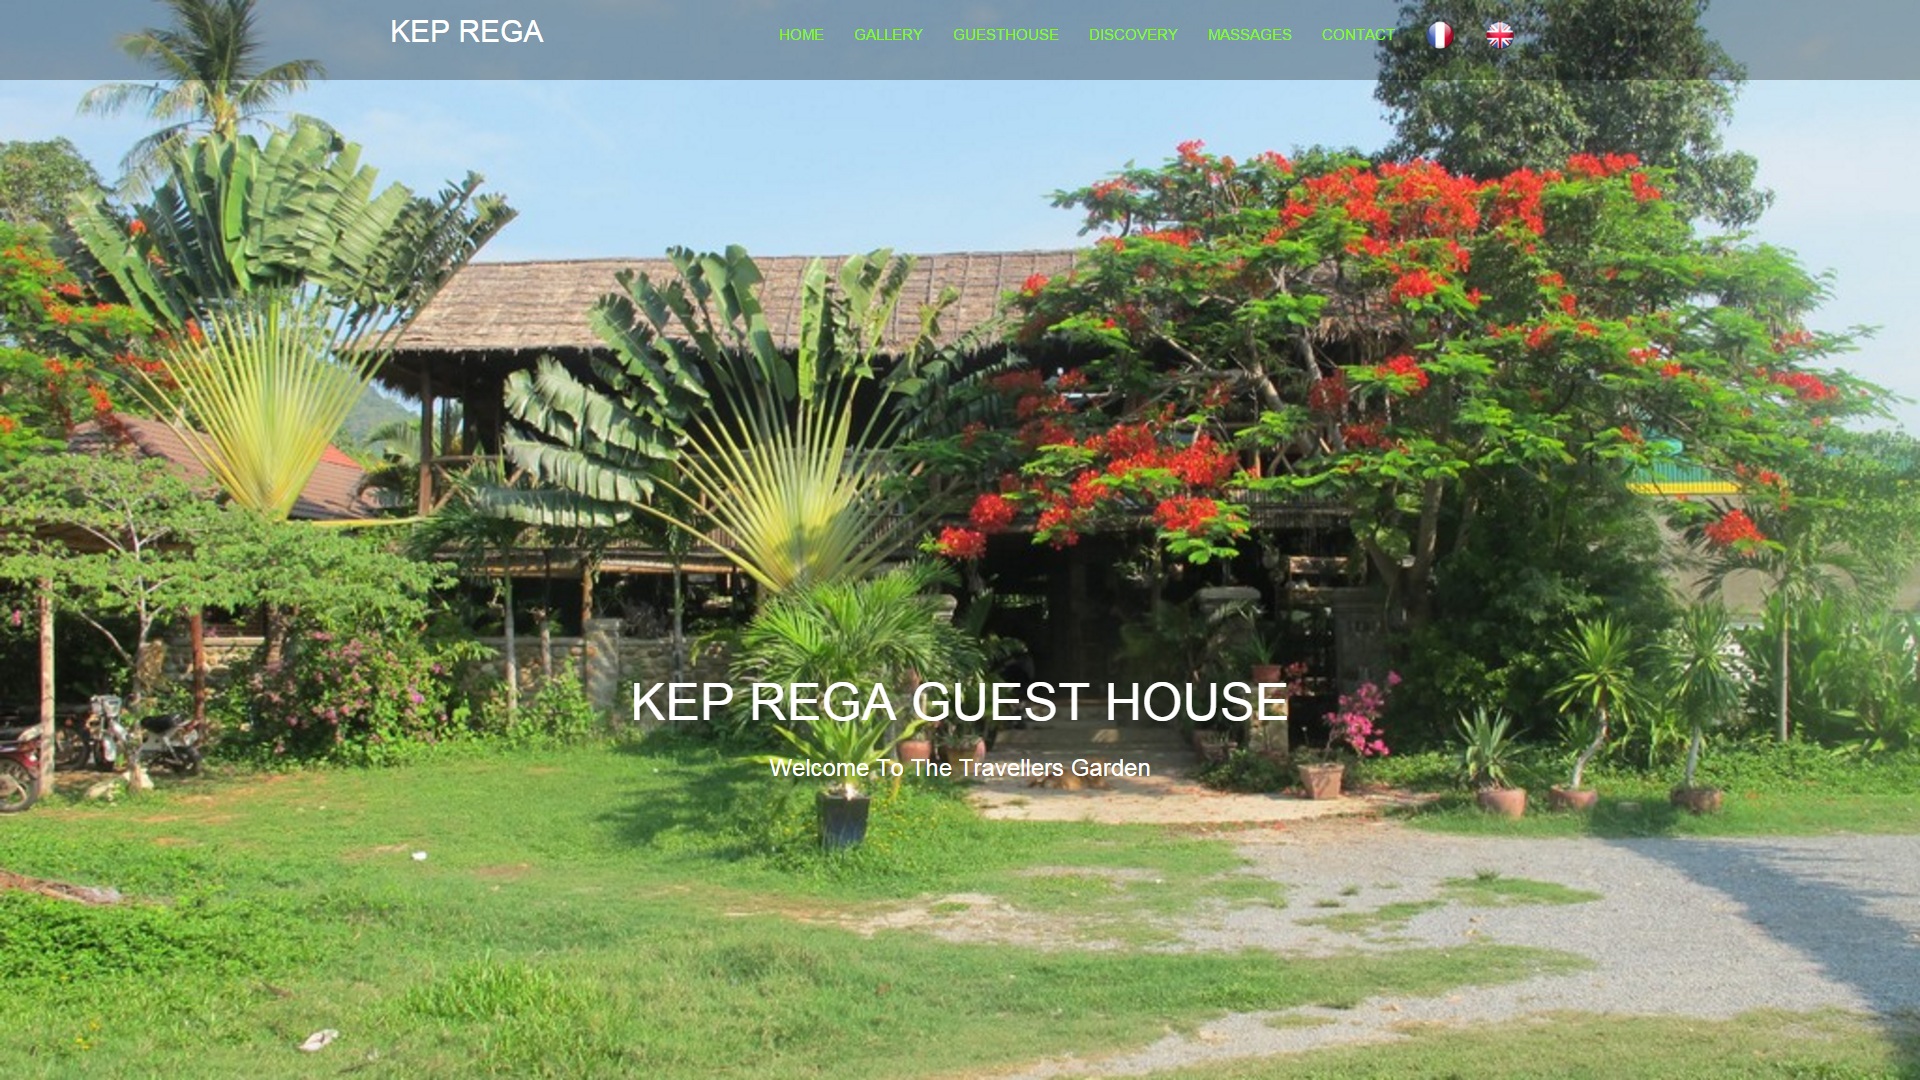 KEP REGA
HOME GALLERY GUESTHOUSE DISCOVERY MASSAGES CONTACT
KEP REGA GUEST HOUSE
Welcome To The Travellers Garden